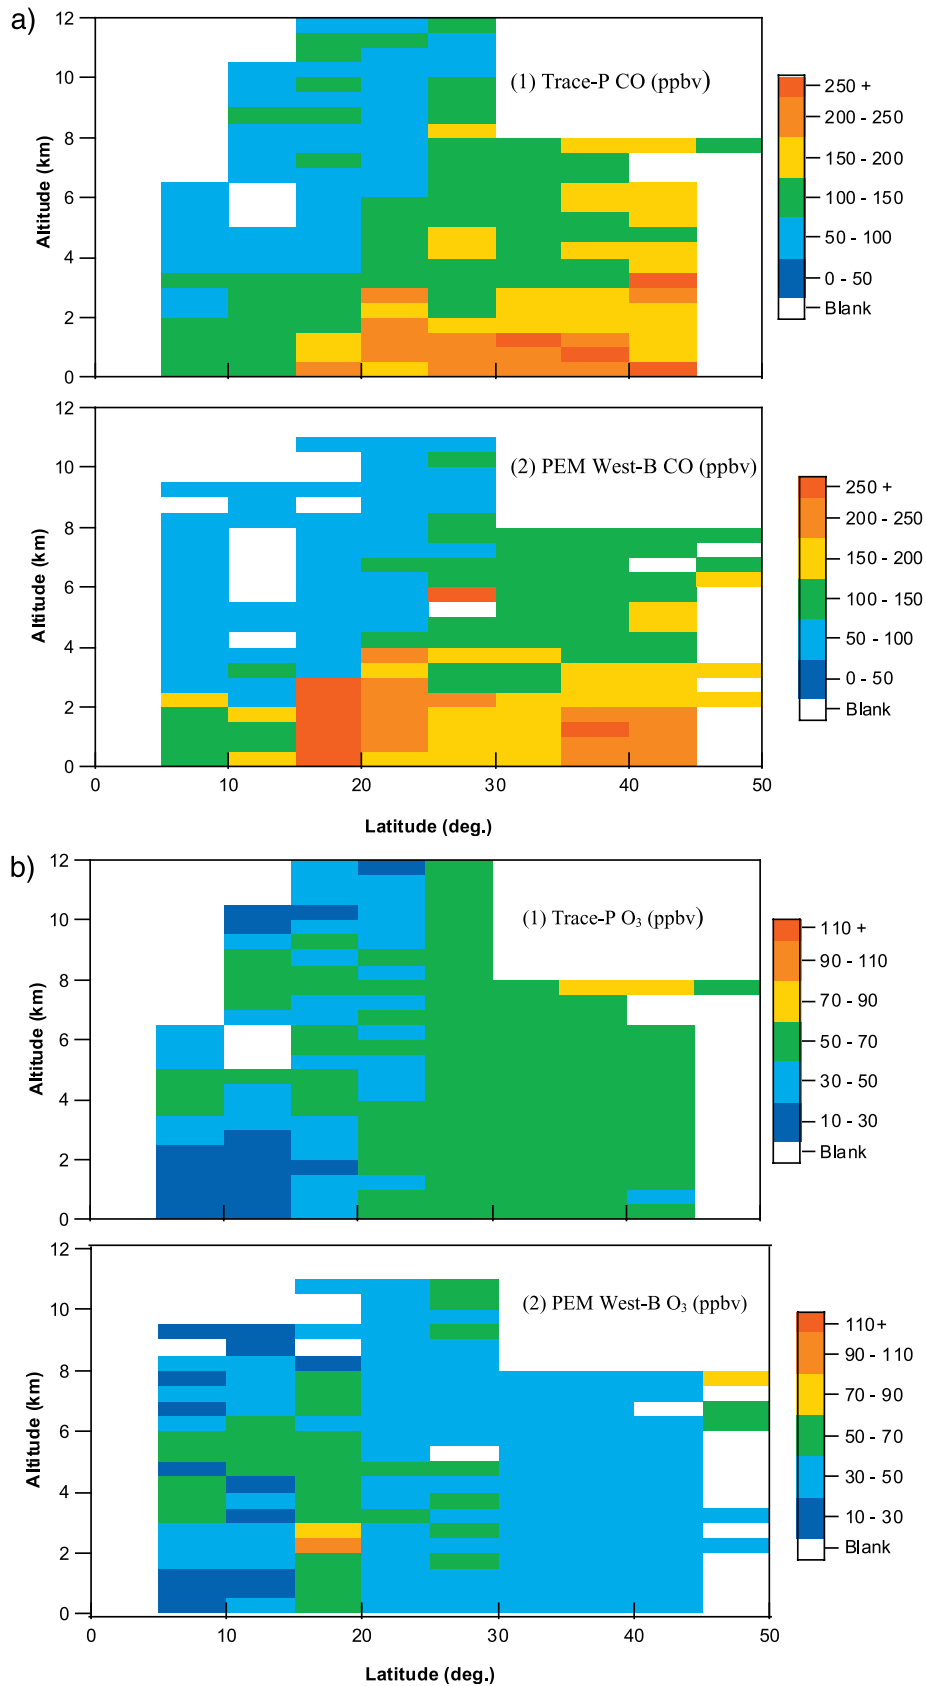 a)
12
10
8
6
4
2
0
Altitude (km)
(1) Trace-P CO (ppbv)
250 +
200 - 250
150 - 200
100 - 150
50 - 100
0 - 50
Blank
12
10
8
6
4
2
0
Altitude (km)
(2) PEM West-B CO (ppbv)
250 +
200 - 250
150 - 200
100 - 150
50 - 100
0 - 50
Blank
0 10 20 30 40 50
Latitude (deg.)
b)
12
10
8
6
4
2
0
Altitude (km)
(1) Trace-P O₃ (ppbv)
110 +
90 - 110
70 - 90
50 - 70
30 - 50
10 - 30
Blank
12
10
8
6
4
2
0
Altitude (km)
(2) PEM West-B O₃ (ppbv)
110+
90 - 110
70 - 90
50 - 70
30 - 50
10 - 30
Blank
0 10 20 30 40 50
Latitude (deg.)